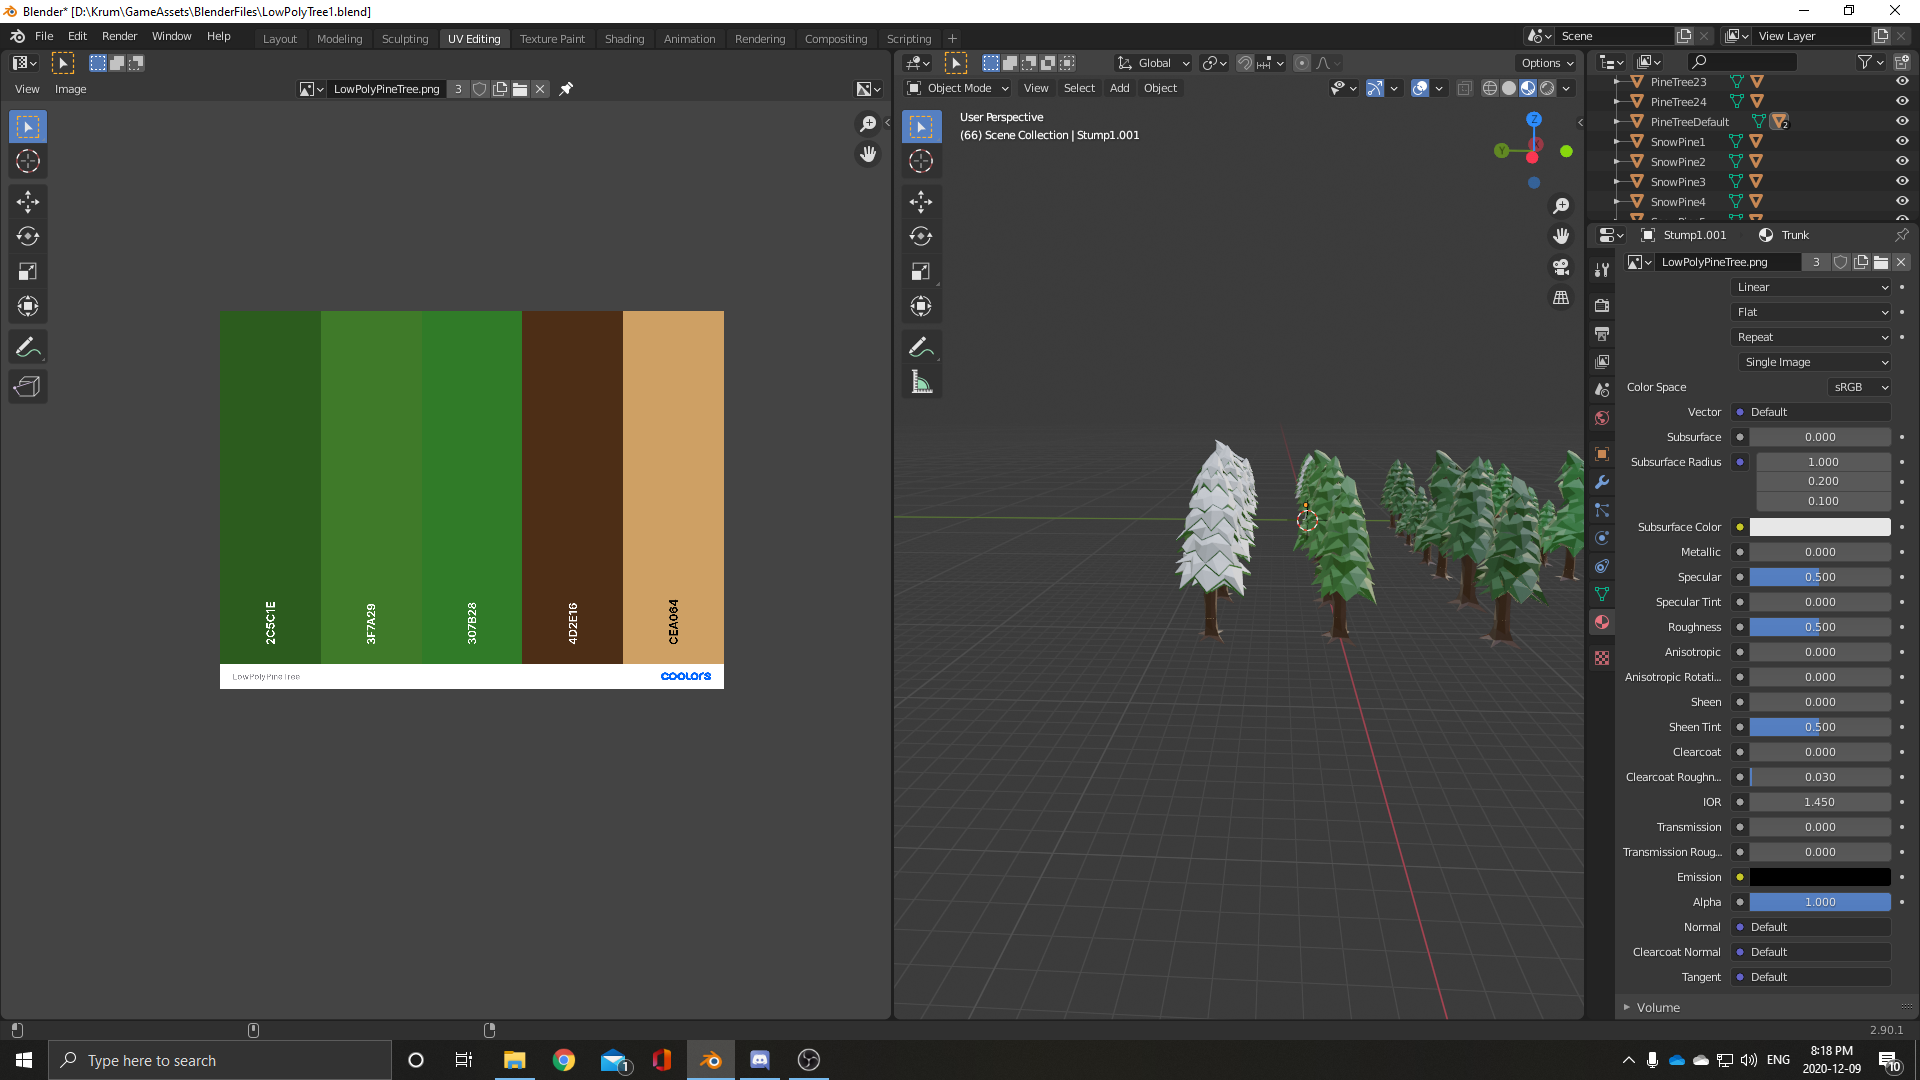 Blender* [D:\Krum\GameAssets\BlenderFiles\LowPolyTree1.blend]
File Edit Render Window Help
Layout Modeling Sculpting UV Editing Texture Paint Shading Animation Rendering Compositing Scripting +
Scene
View Layer
View Image
LowPolyPineTree.png 3
Global
Options
Object Mode View Select Add Object
User Perspective
(66) Scene Collection | Stump1.001
Z
Y
X
2C5C1E
3F7A29
307B28
4D2E16
CEA064
LowPolyPineTree
coolors
PineTree23
PineTree24
PineTreeDefault 2
SnowPine1
SnowPine2
SnowPine3
SnowPine4
Stump1.001 Trunk
LowPolyPineTree.png 3
Linear
Flat
Repeat
Single Image
Color Space sRGB
Vector Default
Subsurface 0.000
Subsurface Radius 1.000
0.200
0.100
Subsurface Color
Metallic 0.000
Specular 0.500
Specular Tint 0.000
Roughness 0.500
Anisotropic 0.000
Anisotropic Rotati... 0.000
Sheen 0.000
Sheen Tint 0.500
Clearcoat 0.000
Clearcoat Roughn... 0.030
IOR 1.450
Transmission 0.000
Transmission Roug... 0.000
Emission
Alpha 1.000
Normal Default
Clearcoat Normal Default
Tangent Default
Volume
2.90.1
Type here to search
1
ENG
8:18 PM
2020-12-09
10